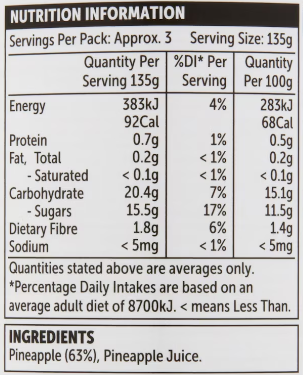 NUTRITION INFORMATION
Servings Per Pack: Approx. 3 Serving Size: 135g
Quantity Per %DI* Per Quantity
Serving 135g Serving Per 100g
Energy 383kJ 4% 283kJ
92Cal 68Cal
Protein 0.7g 1% 0.5g
Fat, Total 0.2g < 1% 0.2g
- Saturated < 0.1g < 1% < 0.1g
Carbohydrate 20.4g 7% 15.1g
- Sugars 15.5g 17% 11.5g
Dietary Fibre 1.8g 6% 1.4g
Sodium < 5mg < 1% < 5mg
Quantities stated above are averages only.
*Percentage Daily Intakes are based on an
average adult diet of 8700kJ. < means Less Than.
INGREDIENTS
Pineapple (63%), Pineapple Juice.